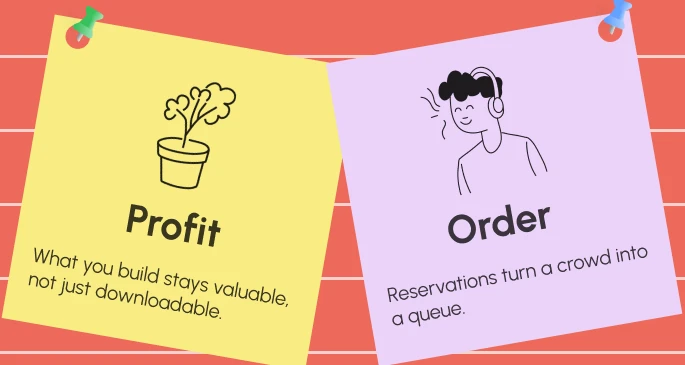 Profit
What you build stays valuable,
not just downloadable.
Order
Reservations turn a crowd into
a queue.